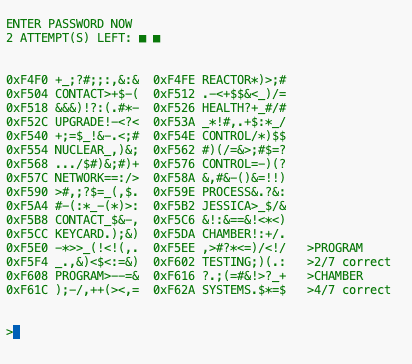 ENTER PASSWORD NOW
2 ATTEMPT(S) LEFT: ■ ■
0xF4F0 +_;?#;;:,&:& 0xF4FE REACTOR*)>;#
0xF504 CONTACT>+$-( 0xF512 .-<+$$&<_)/=
0xF518 &&&)!?:(.#*- 0xF526 HEALTH?+_#/#
0xF52C UPGRADE!-<?< 0xF53A _*!#,.+$:*_/
0xF540 +;=$_!&-.<;# 0xF54E CONTROL/*)$$
0xF554 NUCLEAR_,)&; 0xF562 #)(/=&>;#$=?
0xF568 .../$#)&;#)+ 0xF576 CONTROL=-)(?
0xF57C NETWORK==:/> 0xF58A &,#&-()&=!!)
0xF590 >#,;?$=_(,$. 0xF59E PROCESS&.?&:
0xF5A4 #-(:*_-(*)>: 0xF5B2 JESSICA>_$/&
0xF5B8 CONTACT_$&-, 0xF5C6 &!:&==&!<*<)
0xF5CC KEYCARD.);&) 0xF5DA CHAMBER!:+/.
0xF5E0 -*>>_(!<!(,. 0xF5EE ,>#?*<=)/<!/ >PROGRAM
0xF5F4 _.,&)<$<:=&) 0xF602 TESTING;)(.: >2/7 correct
0xF608 PROGRAM>--=& 0xF616 ?.;(=#&!>?_+ >CHAMBER
0xF61C );-/,++(><,= 0xF62A SYSTEMS.$*=$ >4/7 correct
>